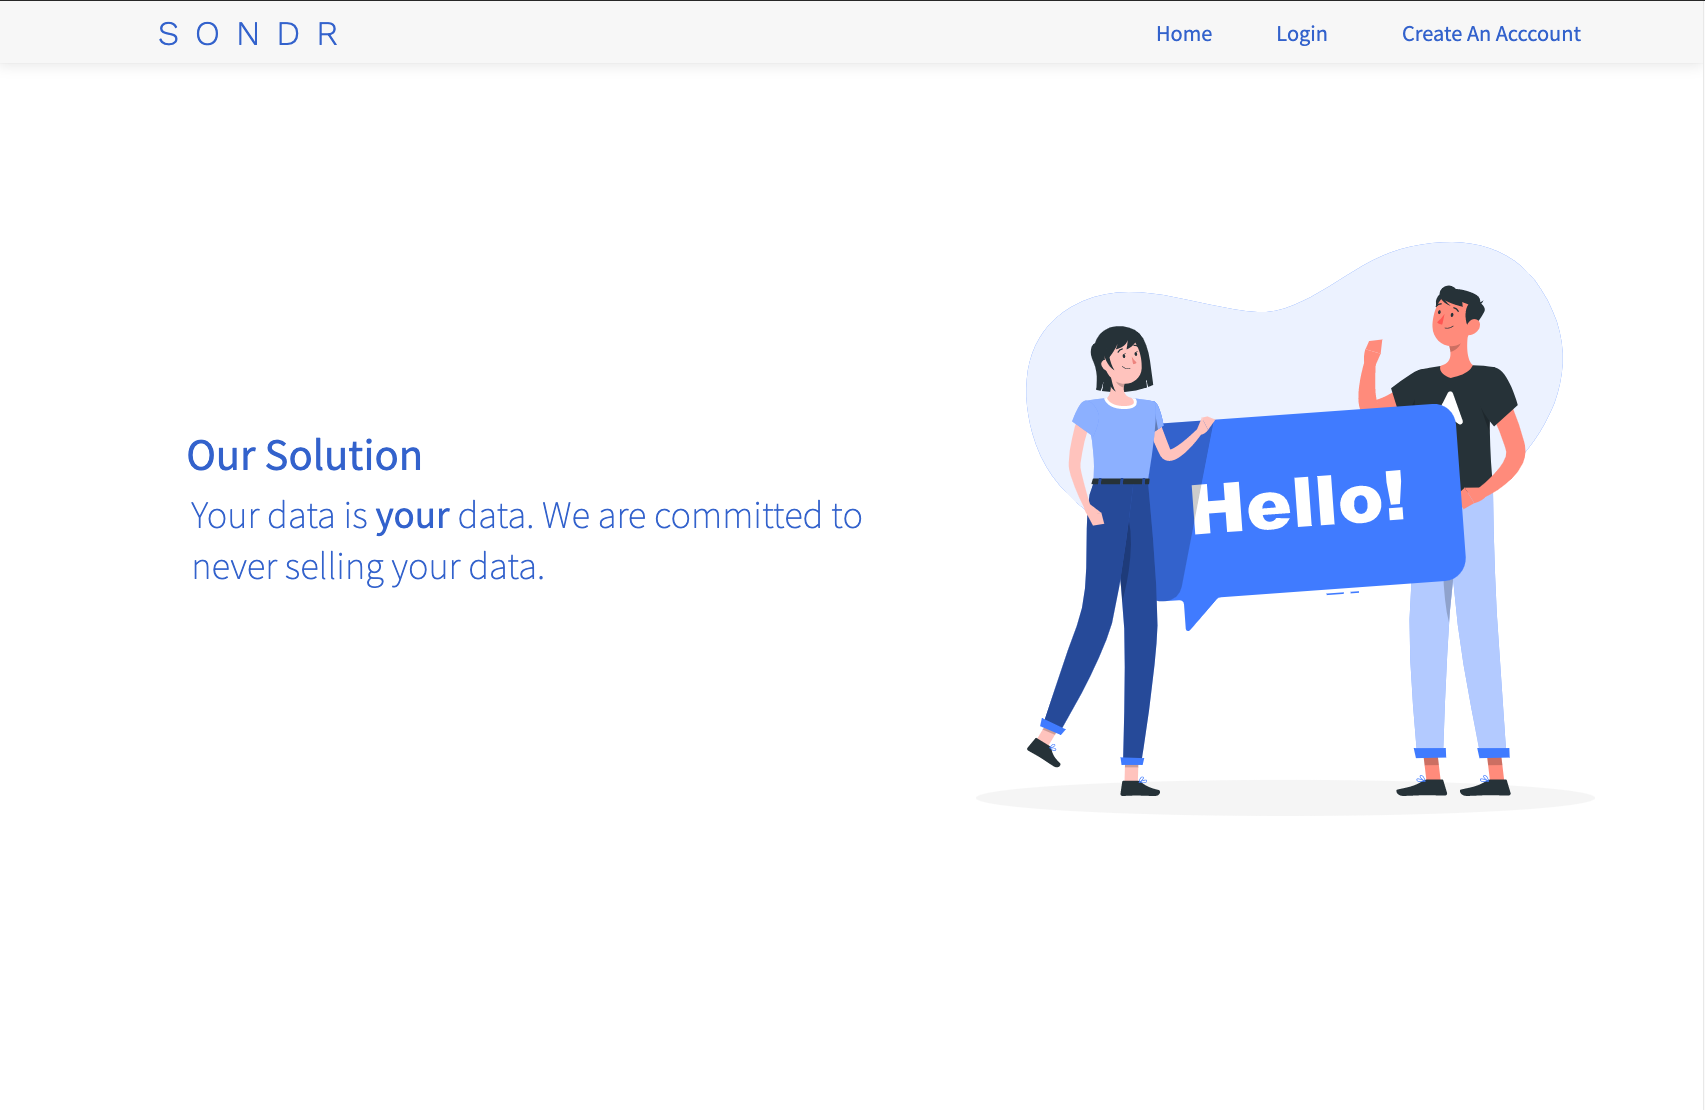 SONDR
Home
Login
Create An Acccount
Our Solution
Your data is your data. We are committed to
never selling your data.
Hello!